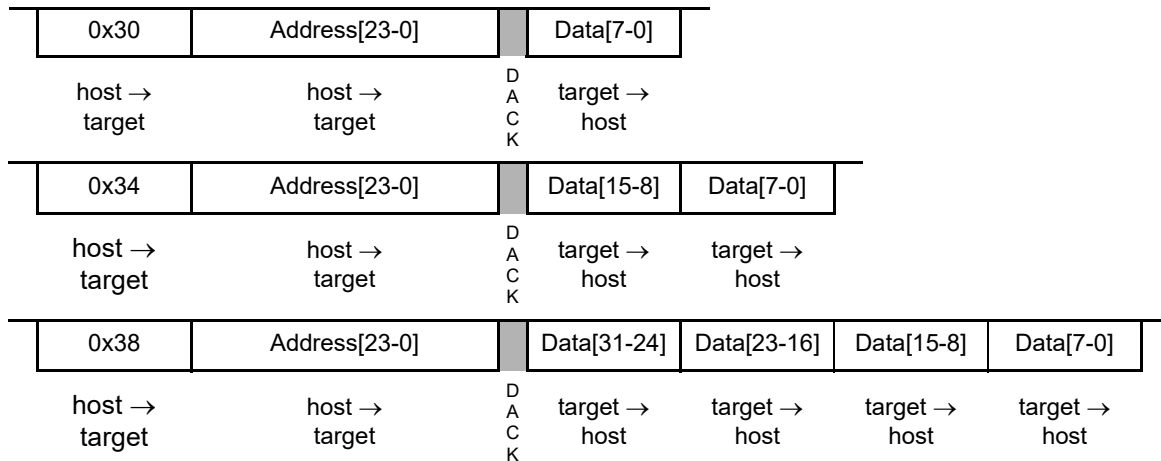 0x30 Address[23-0] Data[7-0]
host → target host → target D A C K target → host
0x34 Address[23-0] Data[15-8] Data[7-0]
host → target host → target D A C K target → host target → host
0x38 Address[23-0] Data[31-24] Data[23-16] Data[15-8] Data[7-0]
host → target host → target D A C K target → host target → host target → host target → host